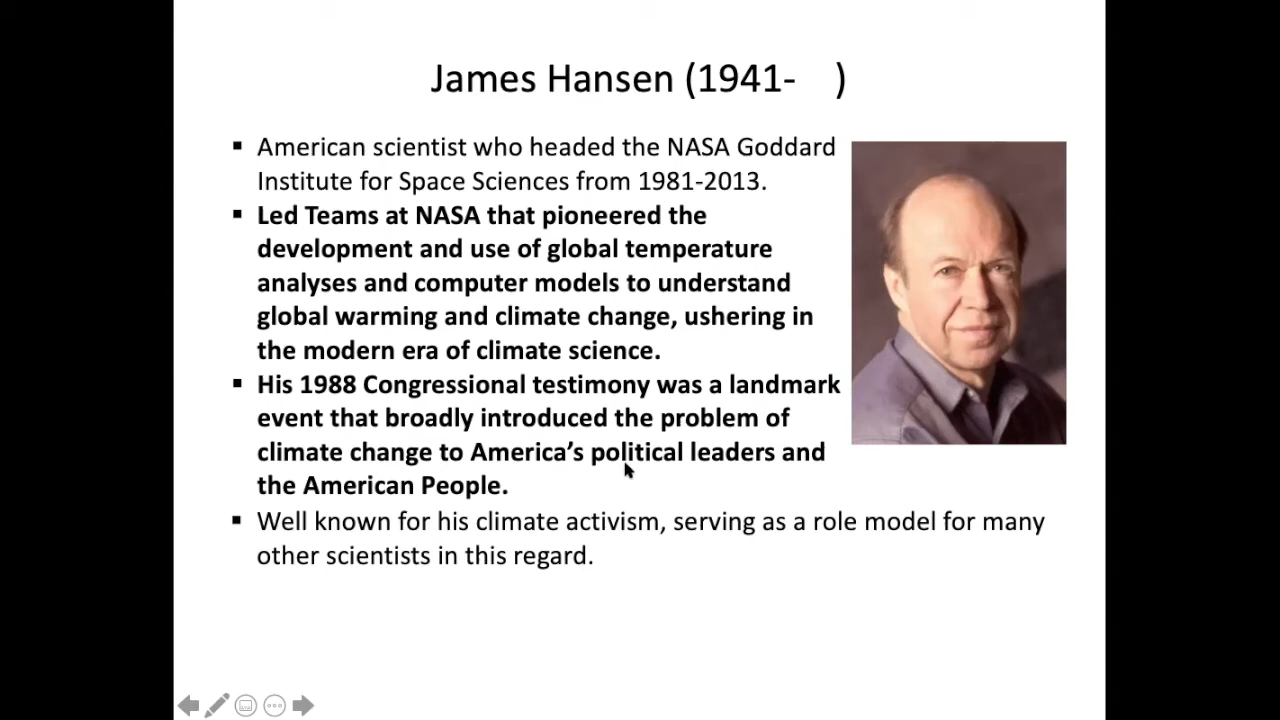 James Hansen (1941-    )
▪ American scientist who headed the NASA Goddard
Institute for Space Sciences from 1981-2013.
▪ Led Teams at NASA that pioneered the
development and use of global temperature
analyses and computer models to understand
global warming and climate change, ushering in
the modern era of climate science.
▪ His 1988 Congressional testimony was a landmark
event that broadly introduced the problem of
climate change to America’s political leaders and
the American People.
▪ Well known for his climate activism, serving as a role model for many
other scientists in this regard.